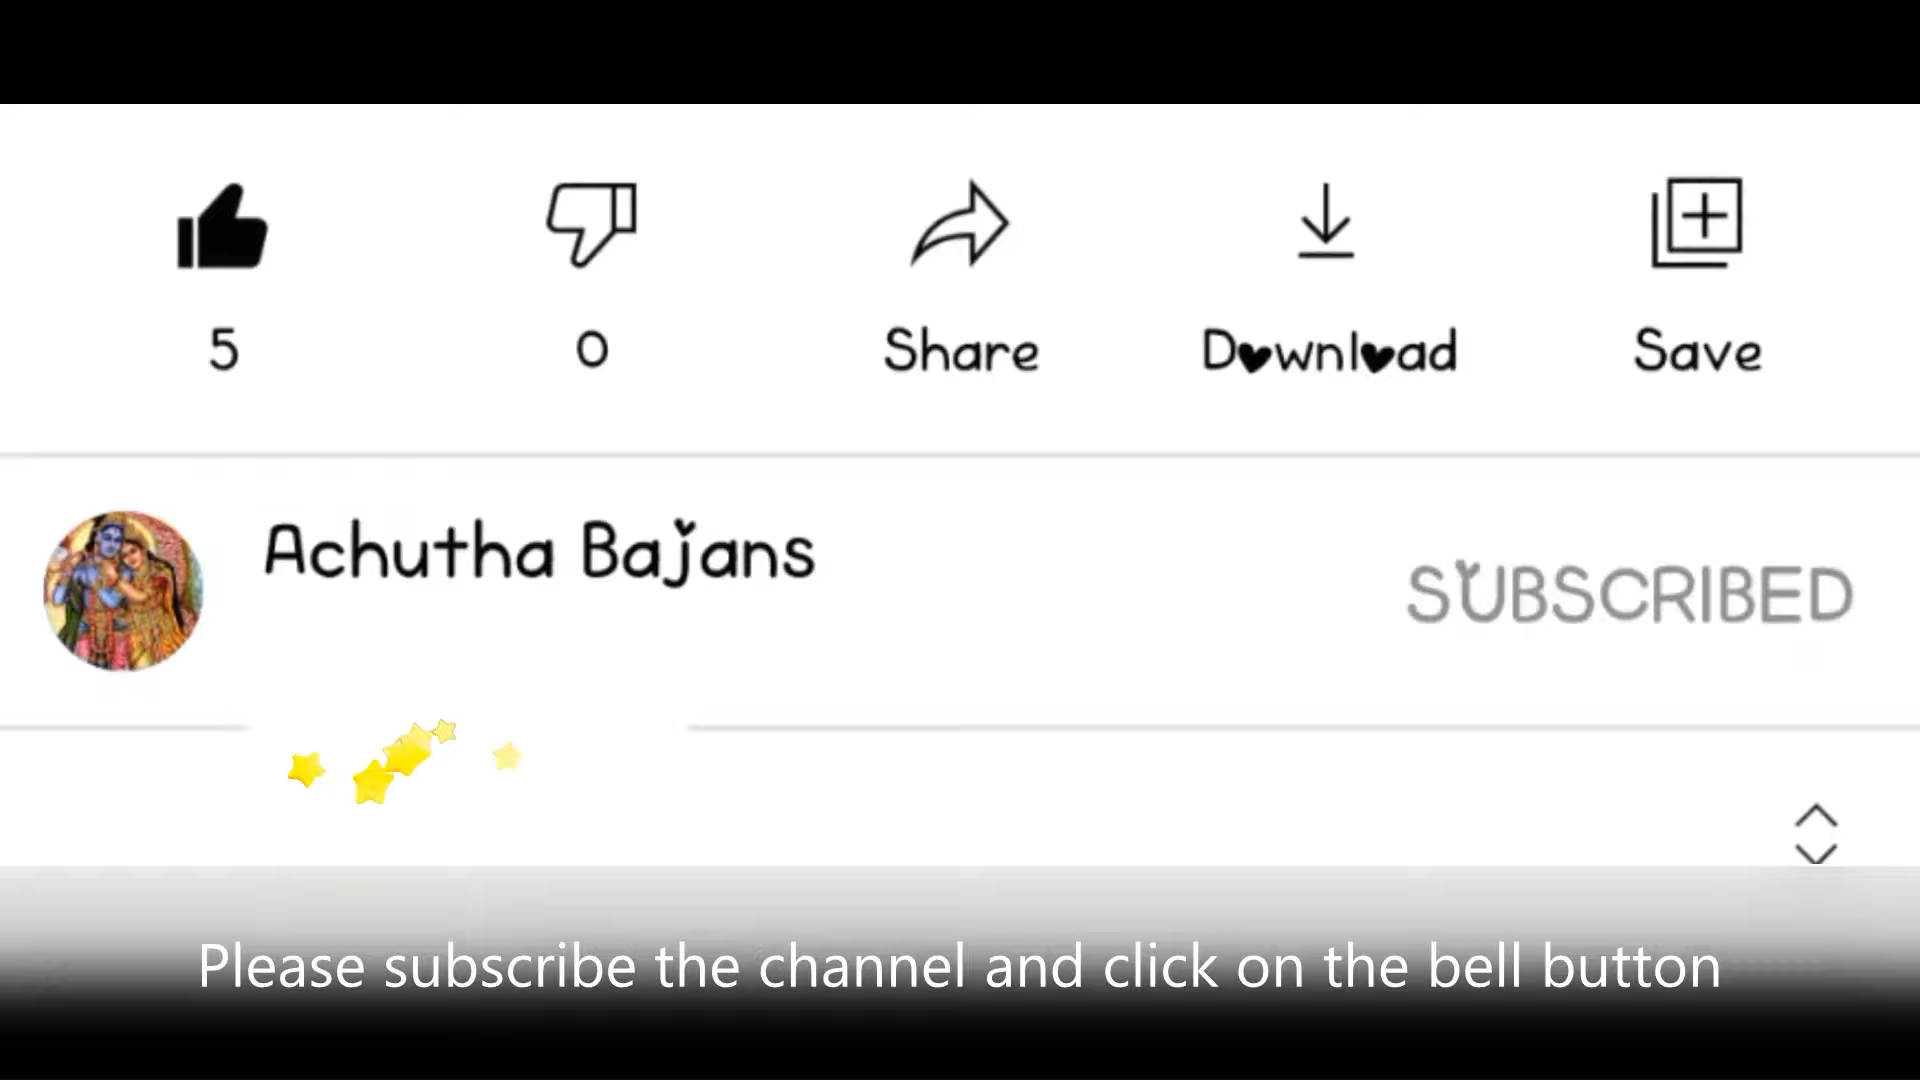 5 0 Share Download Save
Achutha Bajans
SUBSCRIBED
Please subscribe the channel and click on the bell button